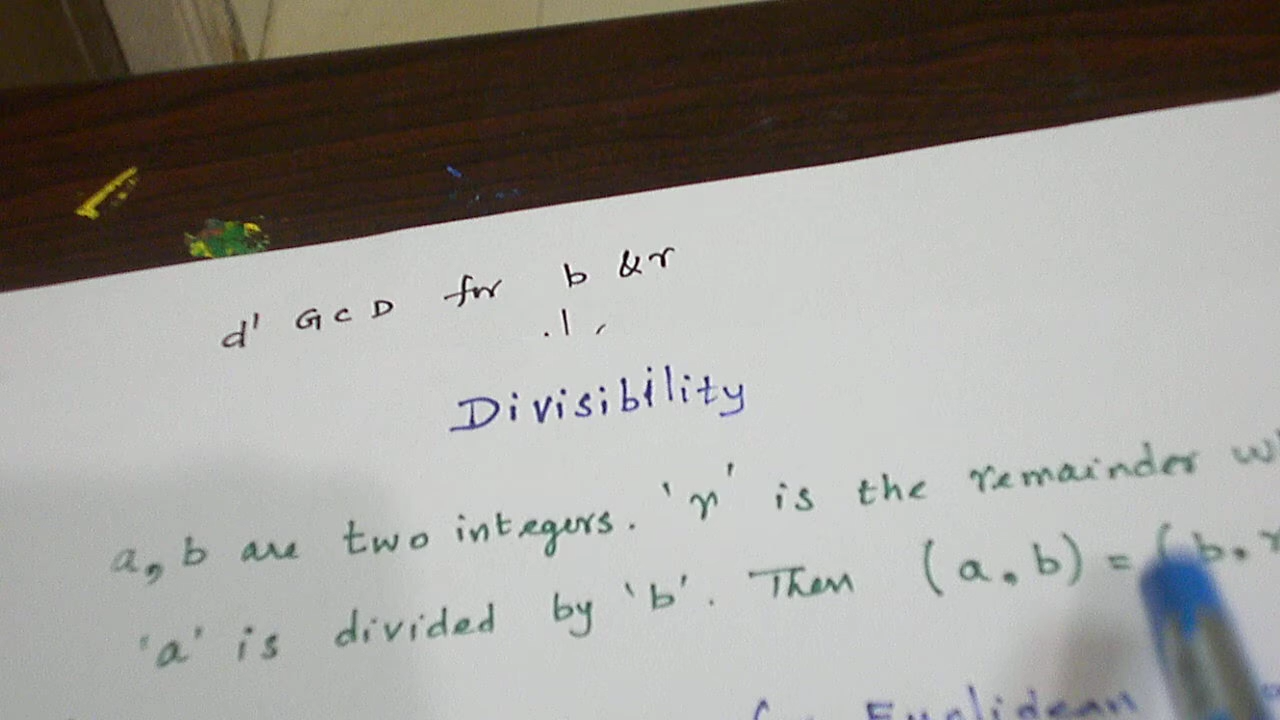 d' GCD for b & r
Divisibility
a, b are two integers. 'r' is the remainder
'a' is divided by 'b'. Then (a, b) = (b, r
Euclidean